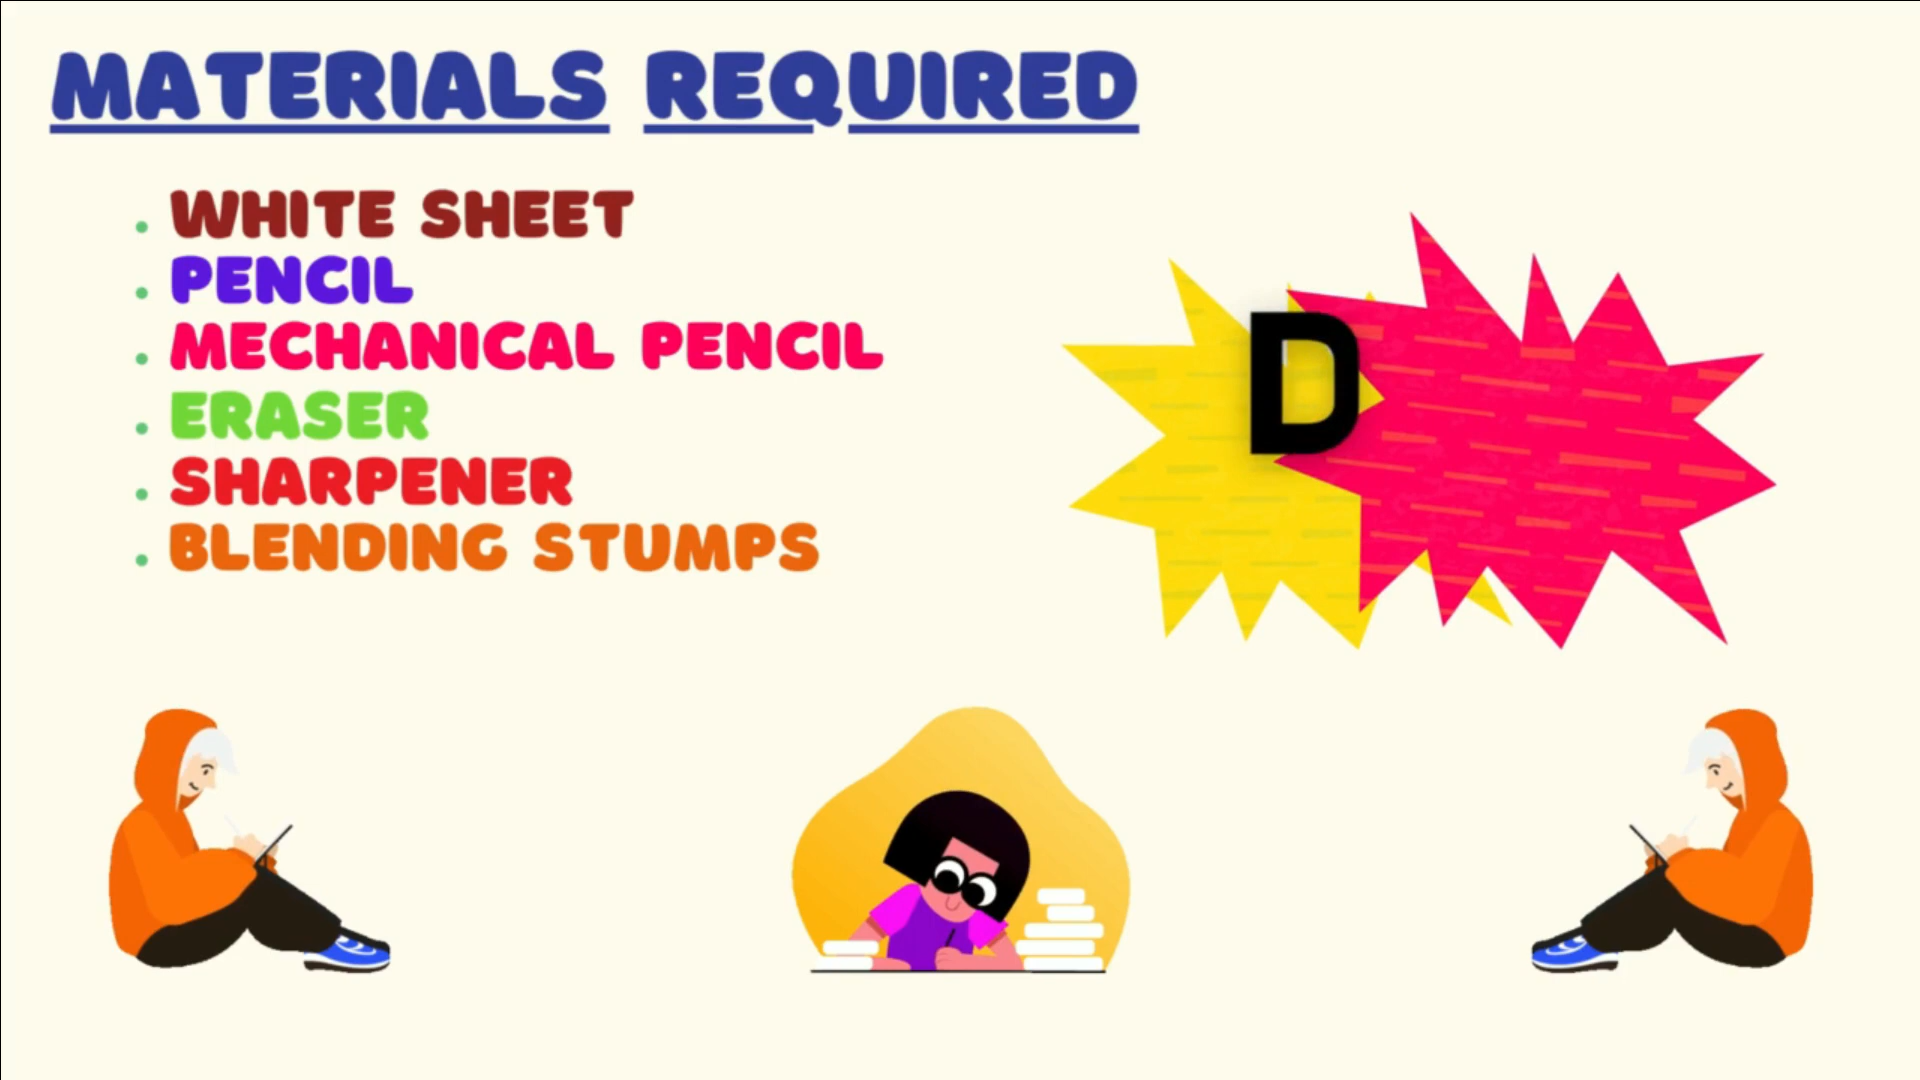 MATERIALS REQUIRED
WHITE SHEET
PENCIL
MECHANICAL PENCIL
ERASER
SHARPENER
BLENDING STUMPS
D